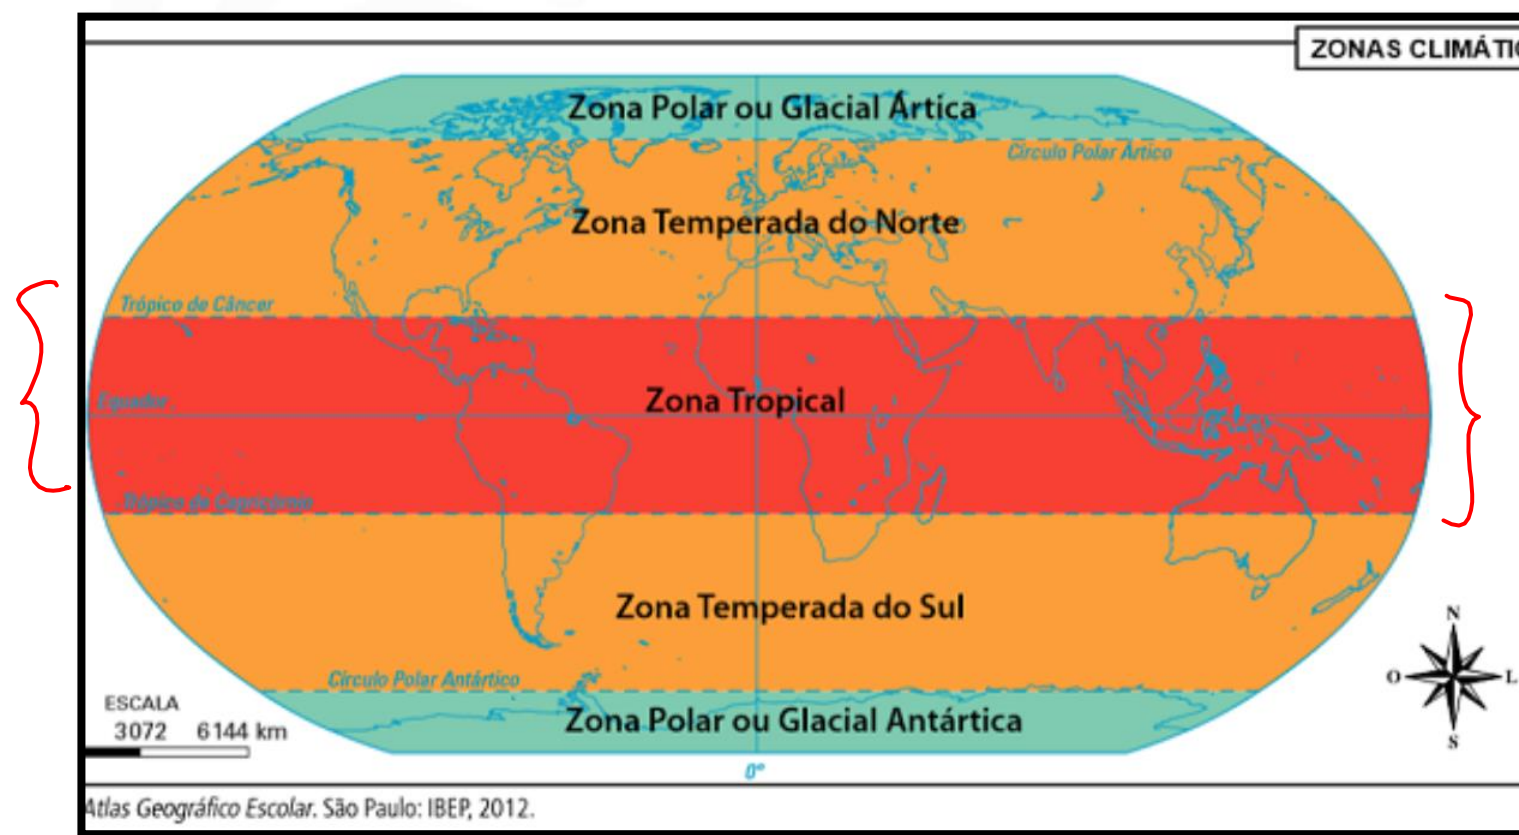 ZONAS CLIMÁTI
Zona Polar ou Glacial Ártica
Círculo Polar Ártico
Zona Temperada do Norte
Trópico de Câncer
Zona Tropical
Equador
Trópico de Capricórnio
Zona Temperada do Sul
Círculo Polar Antártico
Zona Polar ou Glacial Antártica
ESCALA
3072 6144 km
0°
N
O L
S
Atlas Geográfico Escolar. São Paulo: IBEP, 2012.